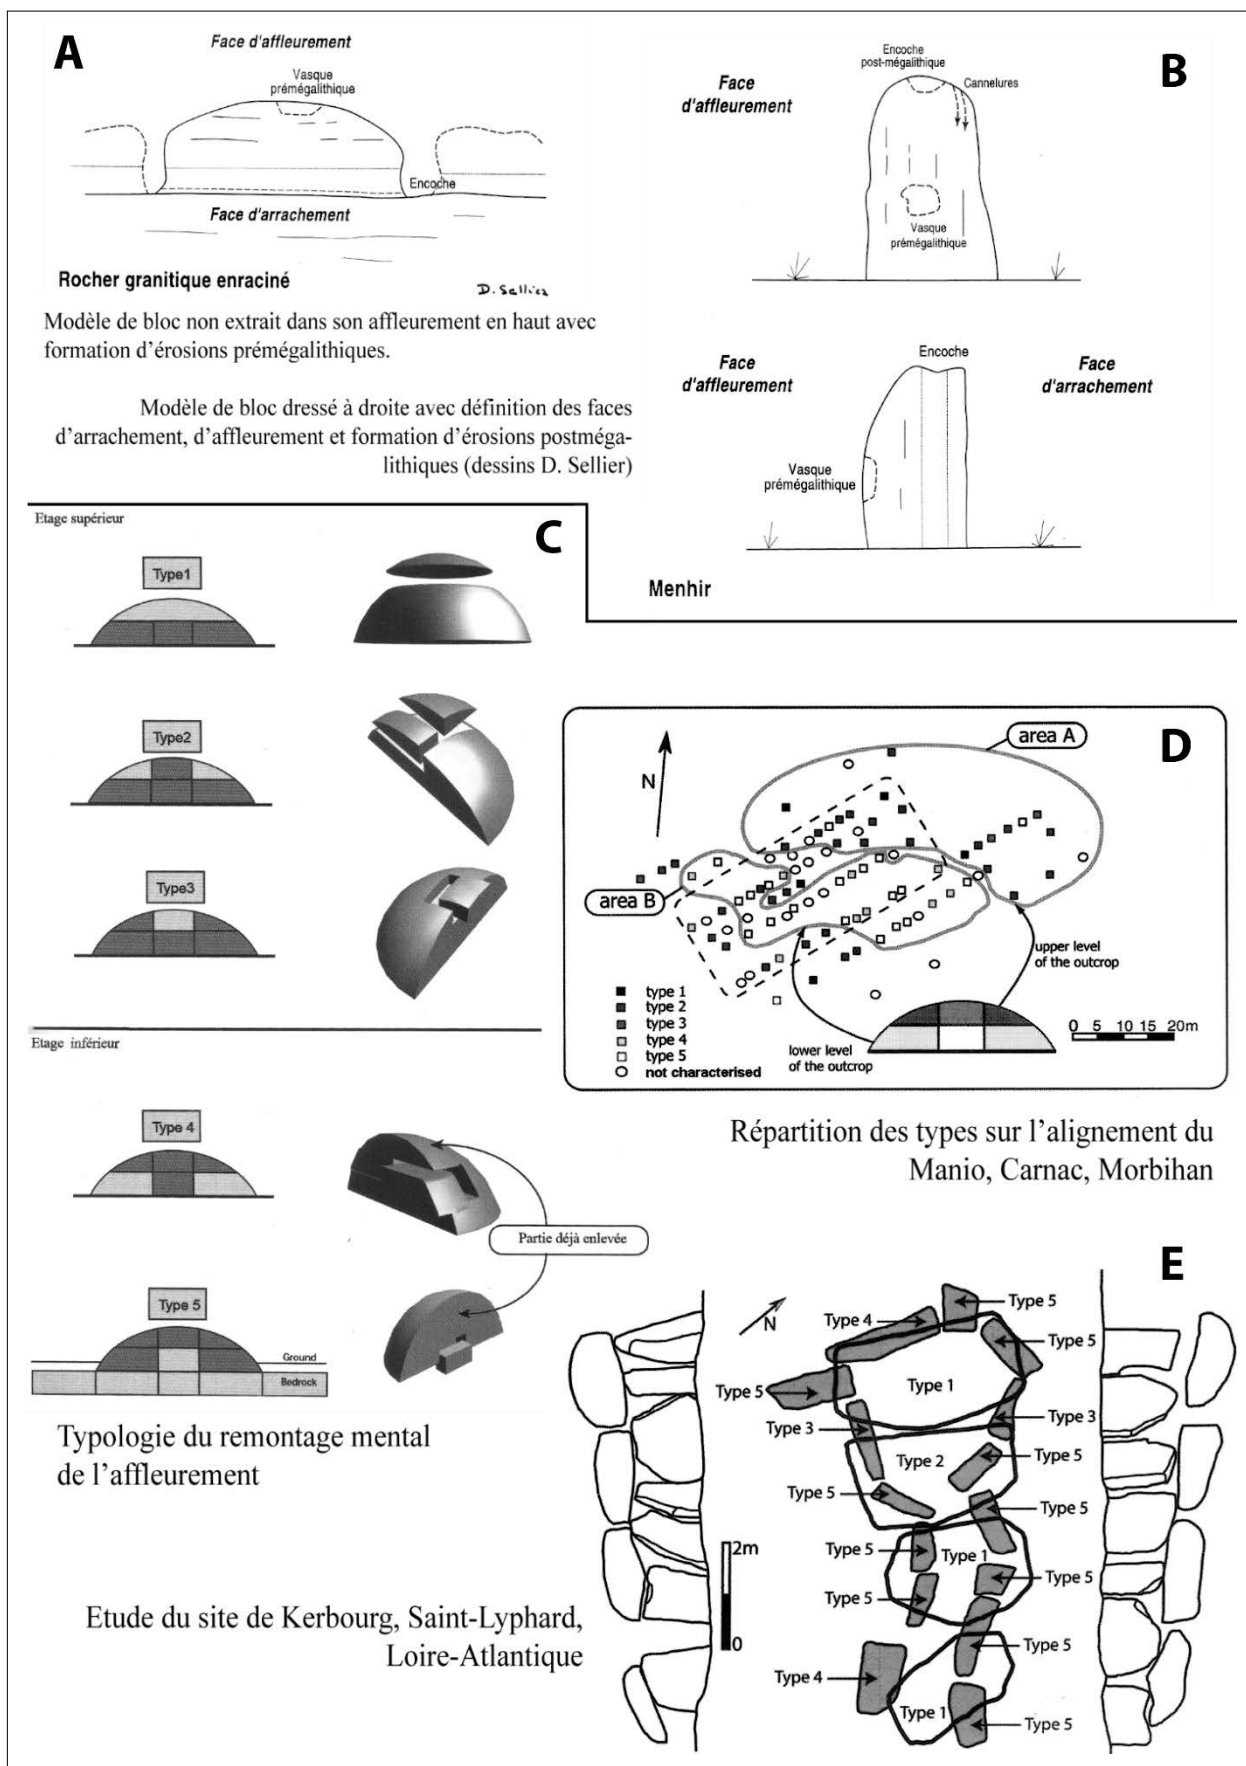 A
Face d'affleurement
Vasque
prémégalithique
Encoche
Face d'arrachement
Rocher granitique enraciné
D. Sellier
Modèle de bloc non extrait dans son affleurement en haut avec
formation d'érosions prémégalithiques.
Modèle de bloc dressé à droite avec définition des faces
d'arrachement, d'affleurement et formation d'érosions postméga-
lithiques (dessins D. Sellier)
B
Encoche
post-mégalithique
Cannelures
Face
d'affleurement
Vasque
prémégalithique
Encoche
Face
d'affleurement
Face
d'arrachement
Vasque
prémégalithique
Menhir
C
Etage supérieur
Type1
Type2
Type3
Etage inférieur
Type 4
Partie déjà enlevée
Type 5
Ground
Bedrock
Typologie du remontage mental
de l'affleurement
D
area A
N
area B
upper level
of the outcrop
type 1
type 2
type 3
type 4
type 5
not characterised
lower level
of the outcrop
0 5 10 15 20m
Répartition des types sur l'alignement du
Manio, Carnac, Morbihan
E
N
Type 5
Type 4
Type 5
Type 1
Type 5
Type 3
Type 3
Type 2
Type 5
Type 5
Type 5
Type 5
Type 1
Type 5
Type 5
Type 5
Type 4
Type 1
Type 5
2m
0
Etude du site de Kerbourg, Saint-Lyphard,
Loire-Atlantique